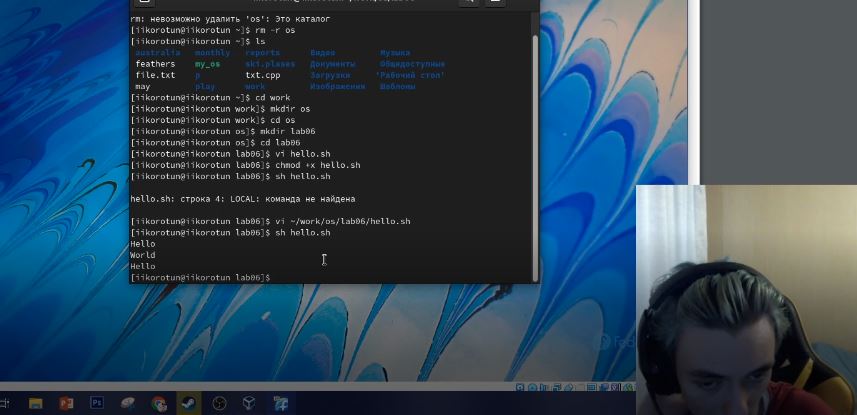 rm: невозможно удалить 'os': Это каталог
[iikorotun@iikorotun ~]$ rm -r os
[iikorotun@iikorotun ~]$ ls
australia monthly reports Видео Музыка
feathers my_os ski.plases Документы Общедоступные
file.txt p txt.cpp Загрузки 'Рабочий стол'
may play work Изображения Шаблоны
[iikorotun@iikorotun ~]$ cd work
[iikorotun@iikorotun work]$ mkdir os
[iikorotun@iikorotun work]$ cd os
[iikorotun@iikorotun os]$ mkdir lab06
[iikorotun@iikorotun os]$ cd lab06
[iikorotun@iikorotun lab06]$ vi hello.sh
[iikorotun@iikorotun lab06]$ chmod +x hello.sh
[iikorotun@iikorotun lab06]$ sh hello.sh
hello.sh: строка 4: LOCAL: команда не найдена
[iikorotun@iikorotun lab06]$ vi ~/work/os/lab06/hello.sh
[iikorotun@iikorotun lab06]$ sh hello.sh
Hello
World
Hello
[iikorotun@iikorotun lab06]$